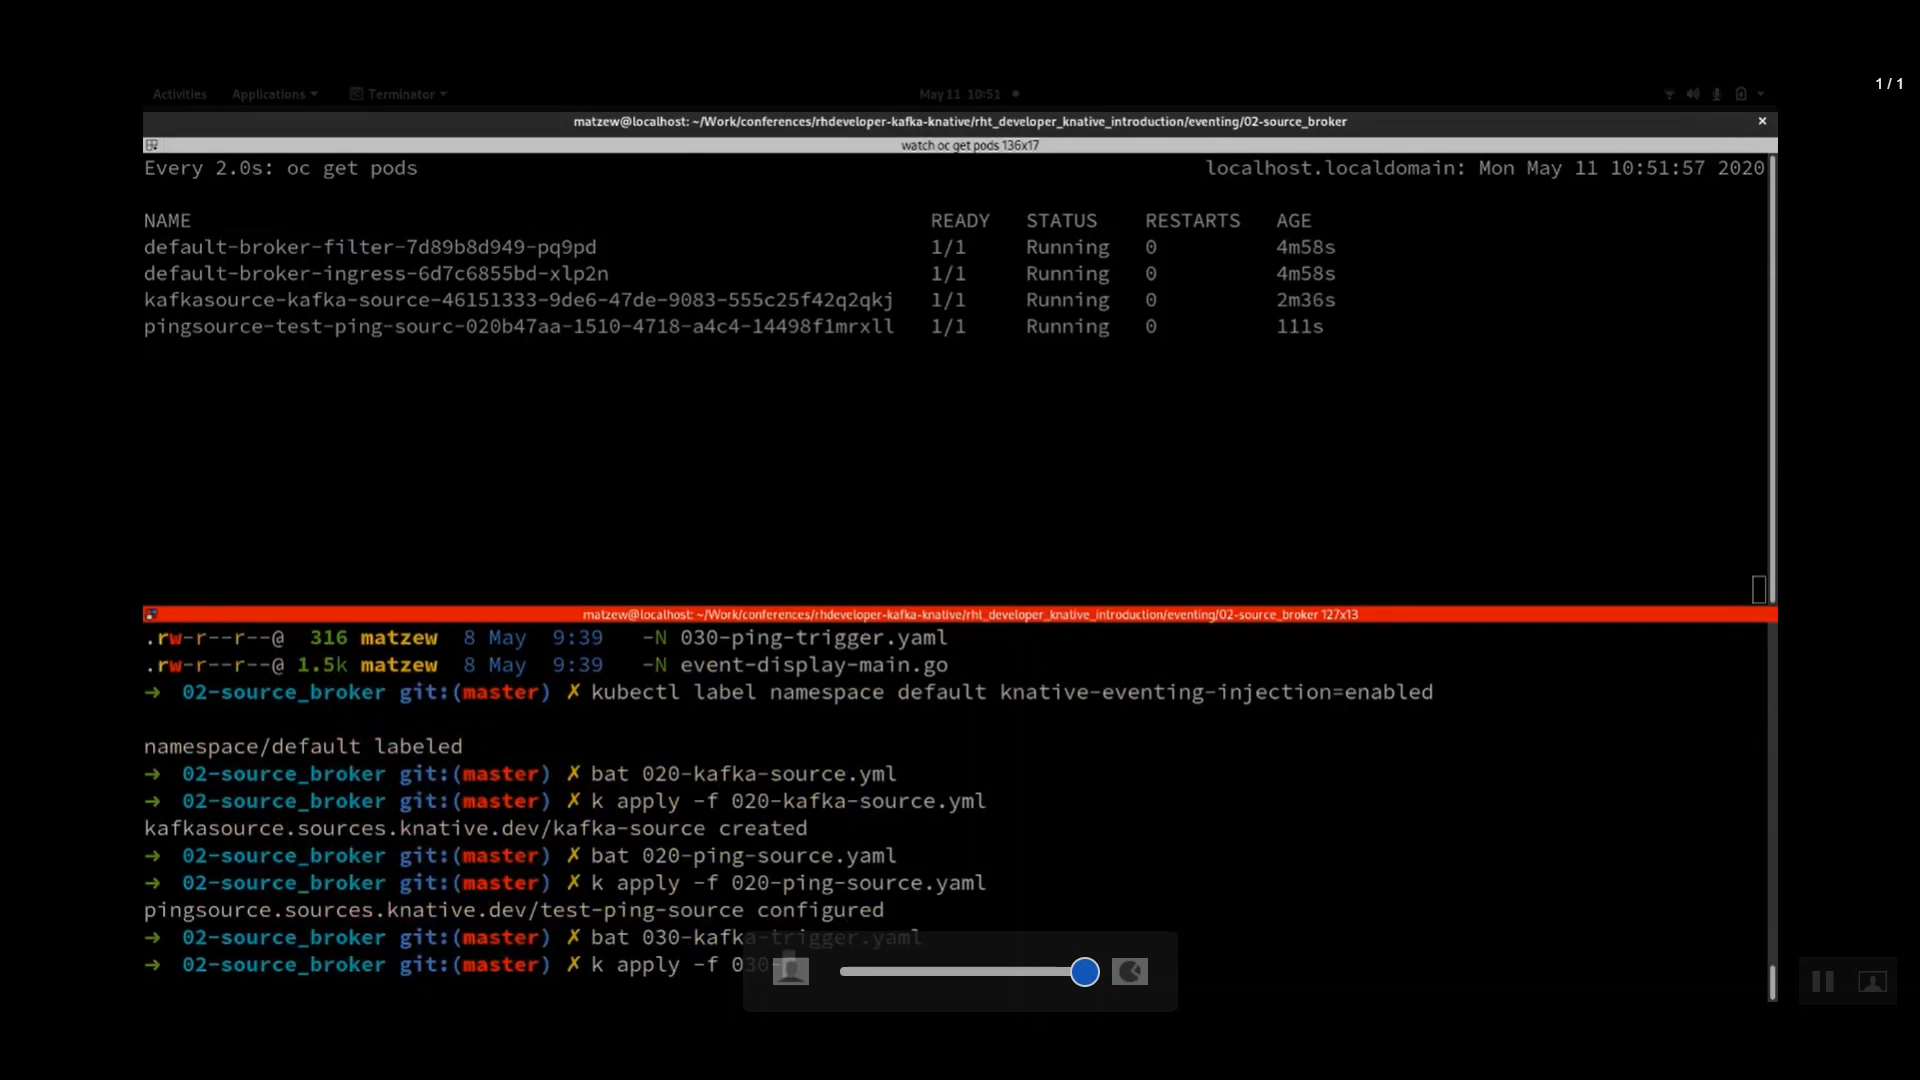 1 / 1
Activities Applications Terminator May 11 10:51
matzew@localhost: ~/Work/conferences/rhdeveloper-kafka-knative/rht_developer_knative_introduction/eventing/02-source_broker
watch oc get pods 136x17
Every 2.0s: oc get pods localhost.localdomain: Mon May 11 10:51:57 2020
NAME READY STATUS RESTARTS AGE
default-broker-filter-7d89b8d949-pq9pd 1/1 Running 0 4m58s
default-broker-ingress-6d7c6855bd-xlp2n 1/1 Running 0 4m58s
kafkasource-kafka-source-46151333-9de6-47de-9083-555c25f42q2qkj 1/1 Running 0 2m36s
pingsource-test-ping-sourc-020b47aa-1510-4718-a4c4-14498f1mrxll 1/1 Running 0 111s
matzew@localhost: ~/Work/conferences/rhdeveloper-kafka-knative/rht_developer_knative_introduction/eventing/02-source_broker 127x13
.rw-r--r--@ 316 matzew 8 May 9:39 -N 030-ping-trigger.yaml
.rw-r--r--@ 1.5k matzew 8 May 9:39 -N event-display-main.go
→ 02-source_broker git:(master) ✗ kubectl label namespace default knative-eventing-injection=enabled
namespace/default labeled
→ 02-source_broker git:(master) ✗ bat 020-kafka-source.yml
→ 02-source_broker git:(master) ✗ k apply -f 020-kafka-source.yml
kafkasource.sources.knative.dev/kafka-source created
→ 02-source_broker git:(master) ✗ bat 020-ping-source.yaml
→ 02-source_broker git:(master) ✗ k apply -f 020-ping-source.yaml
pingsource.sources.knative.dev/test-ping-source configured
→ 02-source_broker git:(master) ✗ bat 030-kafka-trigger.yaml
→ 02-source_broker git:(master) ✗ k apply -f 030-